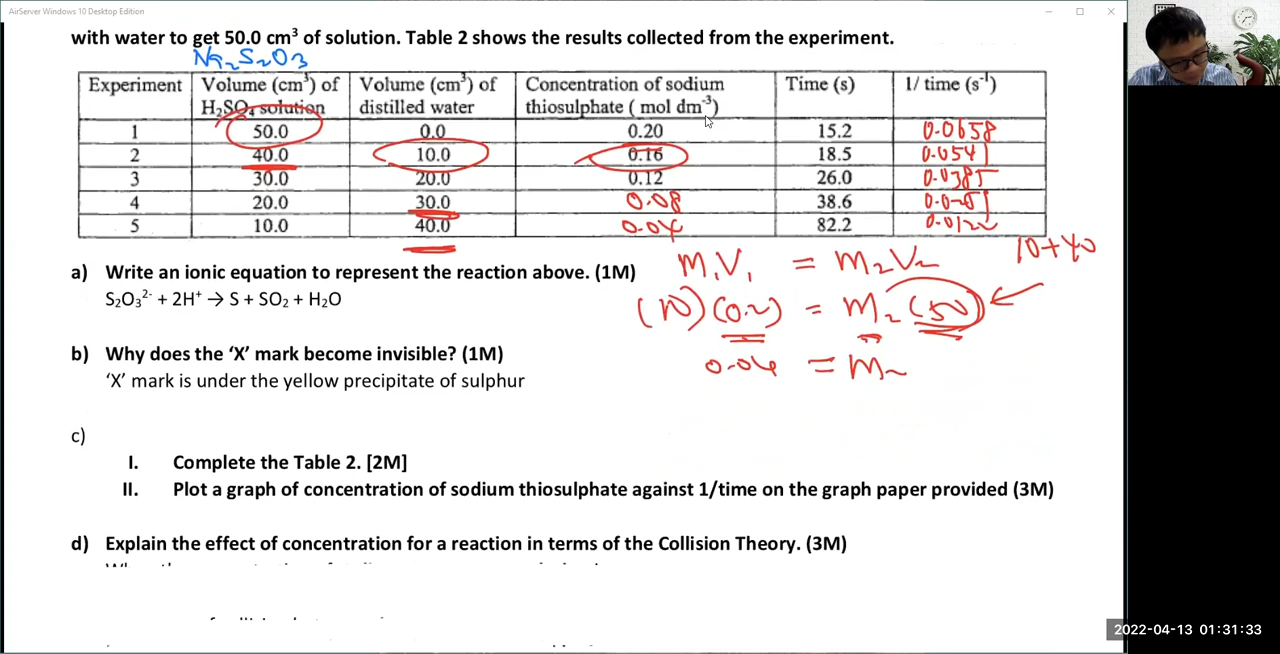 AirServer Windows 10 Desktop Edition
with water to get 50.0 cm³ of solution. Table 2 shows the results collected from the experiment.
Na₂S₂O₃
Experiment Volume (cm³) of H₂SO₄ solution Volume (cm³) of distilled water Concentration of sodium thiosulphate ( mol dm⁻³) Time (s) 1/ time (s⁻¹)
1 50.0 0.0 0.20 15.2 0.0658
2 40.0 10.0 0.16 18.5 0.0541
3 30.0 20.0 0.12 26.0 0.0385
4 20.0 30.0 0.08 38.6
5 10.0 40.0 0.04 82.2 0.0122
10+40
M₁V₁ = M₂V₂
(10)(0.2) = M₂(50)
0.04 = M₂
a) Write an ionic equation to represent the reaction above. (1M)
S₂O₃²⁻ + 2H⁺ → S + SO₂ + H₂O
b) Why does the ‘X’ mark become invisible? (1M)
‘X’ mark is under the yellow precipitate of sulphur
c)
I. Complete the Table 2. [2M]
II. Plot a graph of concentration of sodium thiosulphate against 1/time on the graph paper provided (3M)
d) Explain the effect of concentration for a reaction in terms of the Collision Theory. (3M)
2022-04-13 01:31:33